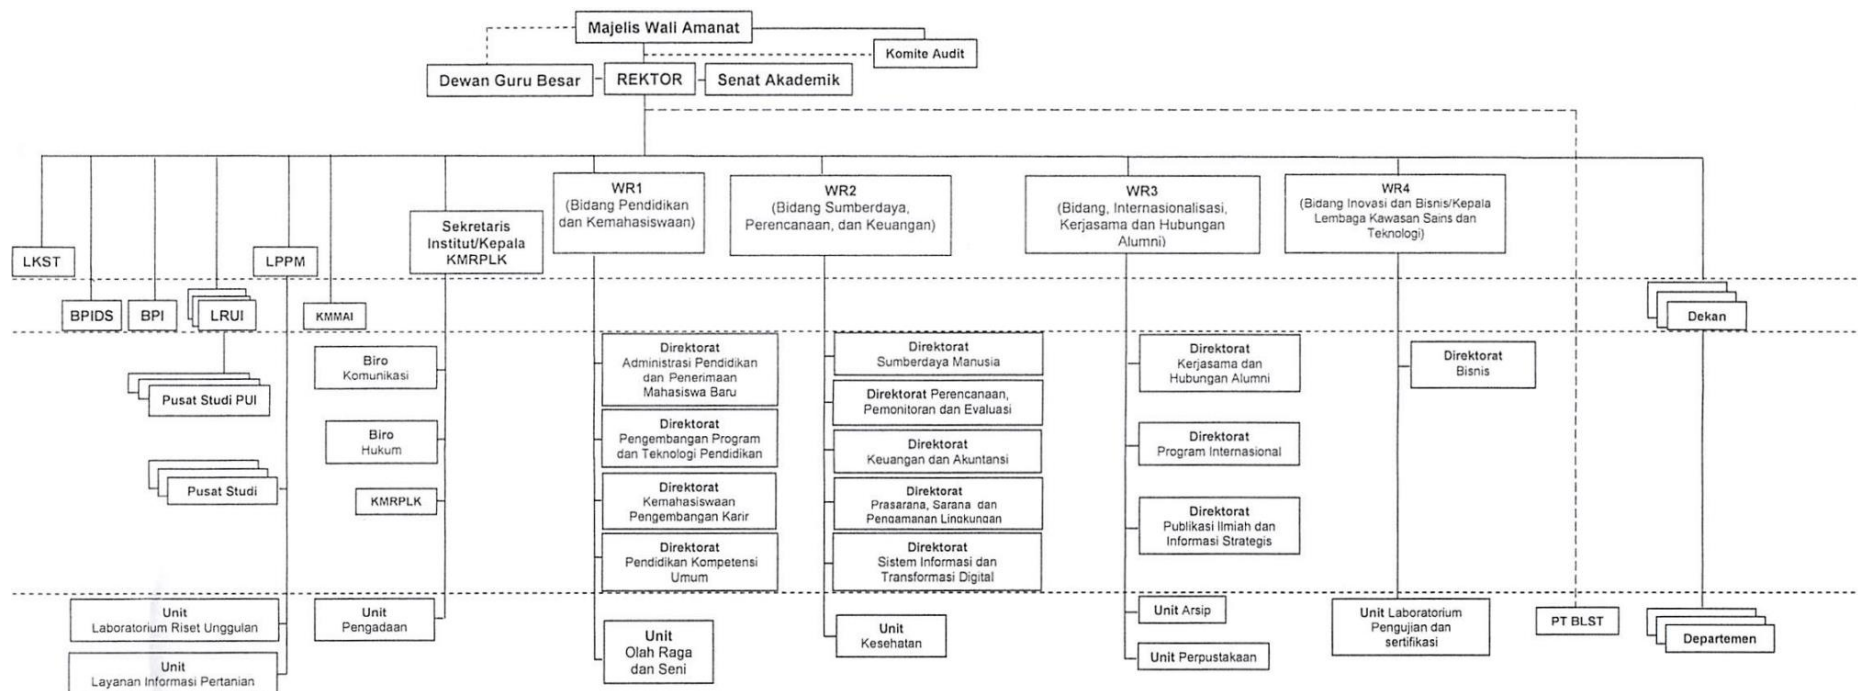 Majelis Wali Amanat
Komite Audit
Dewan Guru Besar
REKTOR
Senat Akademik
WR1
(Bidang Pendidikan
dan Kemahasiswaan)
WR2
(Bidang Sumberdaya,
Perencanaan, dan Keuangan)
WR3
(Bidang, Internasionalisasi,
Kerjasama dan Hubungan
Alumni)
WR4
(Bidang Inovasi dan Bisnis/Kepala
Lembaga Kawasan Sains dan
Teknologi)
Sekretaris
Institut/Kepala
KMRPLK
LKST
LPPM
BPIDS
BPI
LRUI
KMMAI
Dekan
Biro
Komunikasi
Pusat Studi PUI
Biro
Hukum
Pusat Studi
KMRPLK
Direktorat
Administrasi Pendidikan
dan Penerimaan
Mahasiswa Baru
Direktorat
Pengembangan Program
dan Teknologi Pendidikan
Direktorat
Kemahasiswaan
Pengembangan Karir
Direktorat
Pendidikan Kompetensi
Umum
Direktorat
Sumberdaya Manusia
Direktorat Perencanaan,
Pemonitoran dan Evaluasi
Direktorat
Keuangan dan Akuntansi
Direktorat
Prasarana, Sarana dan
Pengamanan Lingkungan
Direktorat
Sistem Informasi dan
Transformasi Digital
Direktorat
Kerjasama dan
Hubungan Alumni
Direktorat
Program Internasional
Direktorat
Publikasi Ilmiah dan
Informasi Strategis
Direktorat
Bisnis
Unit
Laboratorium Riset Unggulan
Unit
Layanan Informasi Pertanian
Unit
Pengadaan
Unit
Olah Raga
dan Seni
Unit
Kesehatan
Unit Arsip
Unit Perpustakaan
Unit Laboratorium
Pengujian dan
sertifikasi
PT BLST
Departemen